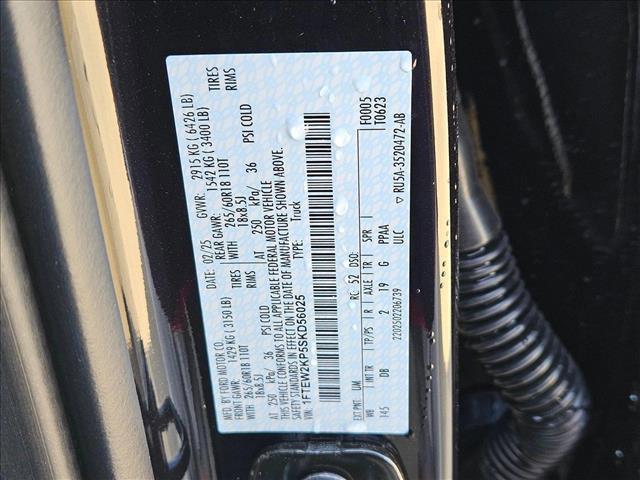 MFD. BY FORD MOTOR CO.
DATE: 02/25 GVWR: 2915 KG ( 6426 LB)
FRONT GAWR: 1429 KG ( 3150 LB) REAR GAWR: 1542 KG ( 3400 LB)
265/60R18 110T TIRES WITH 265/60R18 110T TIRES
18x8.5J RIMS 18x8.5J RIMS
AT 250 kPa/ 36 PSI COLD AT 250 kPa/ 36 PSI COLD
THIS VEHICLE CONFORMS TO ALL APPLICABLE FEDERAL MOTOR VEHICLE
SAFETY STANDARDS IN EFFECT ON THE DATE OF MANUFACTURE SHOWN ABOVE.
VIN: 1FTEW2KP5SKD56025 TYPE: Truck
EXT PNT: UM RC: 52 DSO: F0005
T0623
WB INT TR TP/PS R AXLE TR SPR
145 DB 2 19 G PPAA
ULC
2202502206739 RU5A-3520472-AB